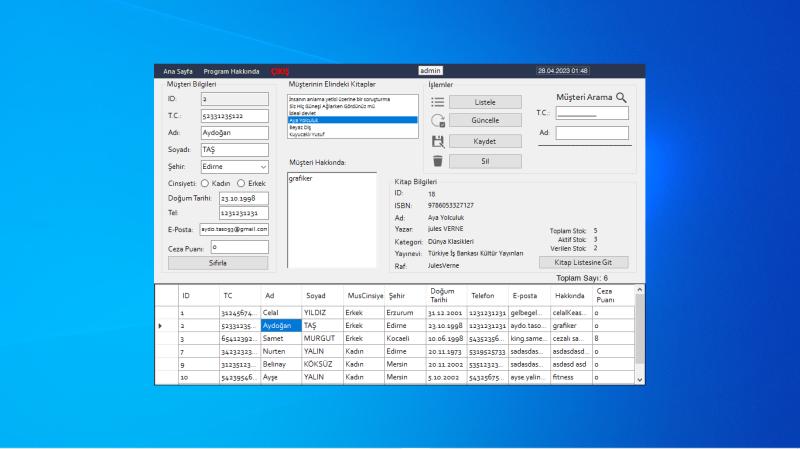 Ana Sayfa Program Hakkında ÇIKIŞ admin 28.04.2023 01:48
Müşteri Bilgileri
ID: 2
T.C.: 52331235122
Adı: Aydoğan
Soyadı: TAŞ
Şehir: Edirne
Cinsiyeti: Kadın Erkek
Doğum Tarihi: 23.10.1998
Tel: 1231231231
E-Posta: aydo.taso93@gmail.com
Ceza Puanı: 0
Sıfırla
Müşterinin Elindeki Kitaplar
İnsanın anlama yetisi üzerine bir soruşturma
Siz Hiç Güneşi Ağlarken Gördünüz mü
İdeal devlet
Aya Yolculuk
Beyaz Diş
Kuyucaklı Yusuf
Müşteri Hakkında:
grafiker
İşlemler
Listele
Güncelle
Kaydet
Sil
Müşteri Arama
T.C.:
Ad:
Kitap Bilgileri
ID: 18
ISBN: 9786053327127
Ad: Aya Yolculuk
Yazar: jules VERNE
Kategori: Dünya Klasikleri
Yayınevi: Türkiye İş Bankası Kültür Yayınları
Raf: JulesVerne
Toplam Stok: 5
Aktif Stok: 3
Verilen Stok: 2
Kitap Listesine Git
Toplam Sayı: 6
ID TC Ad Soyad MusCinsiye Şehir Doğum Tarihi Telefon E-posta Hakkında Ceza Puanı
1 31245674... Celal YILDIZ Erkek Erzurum 31.12.2001 1231231231 gelbegel... celalKeas... 0
2 52331235... Aydoğan TAŞ Erkek Edirne 23.10.1998 1231231231 aydo.taso... grafiker 0
3 65412392... Samet MURGUT Erkek Kocaeli 10.06.1998 54352356... king.same... cezalı sa... 8
7 34232323... Nurten YALIN Kadın Edirne 20.11.1973 5319525733 sadasdas... asdasdasd... 0
9 31235123... Belinay KÖKSÜZ Kadın Mersin 20.11.2002 53512323... sadasdas... asdasd asd 0
10 54239546... Ayşe YALIN Kadın Mersin 5.10.2002 54325675... ayse.yalin... fitness 0